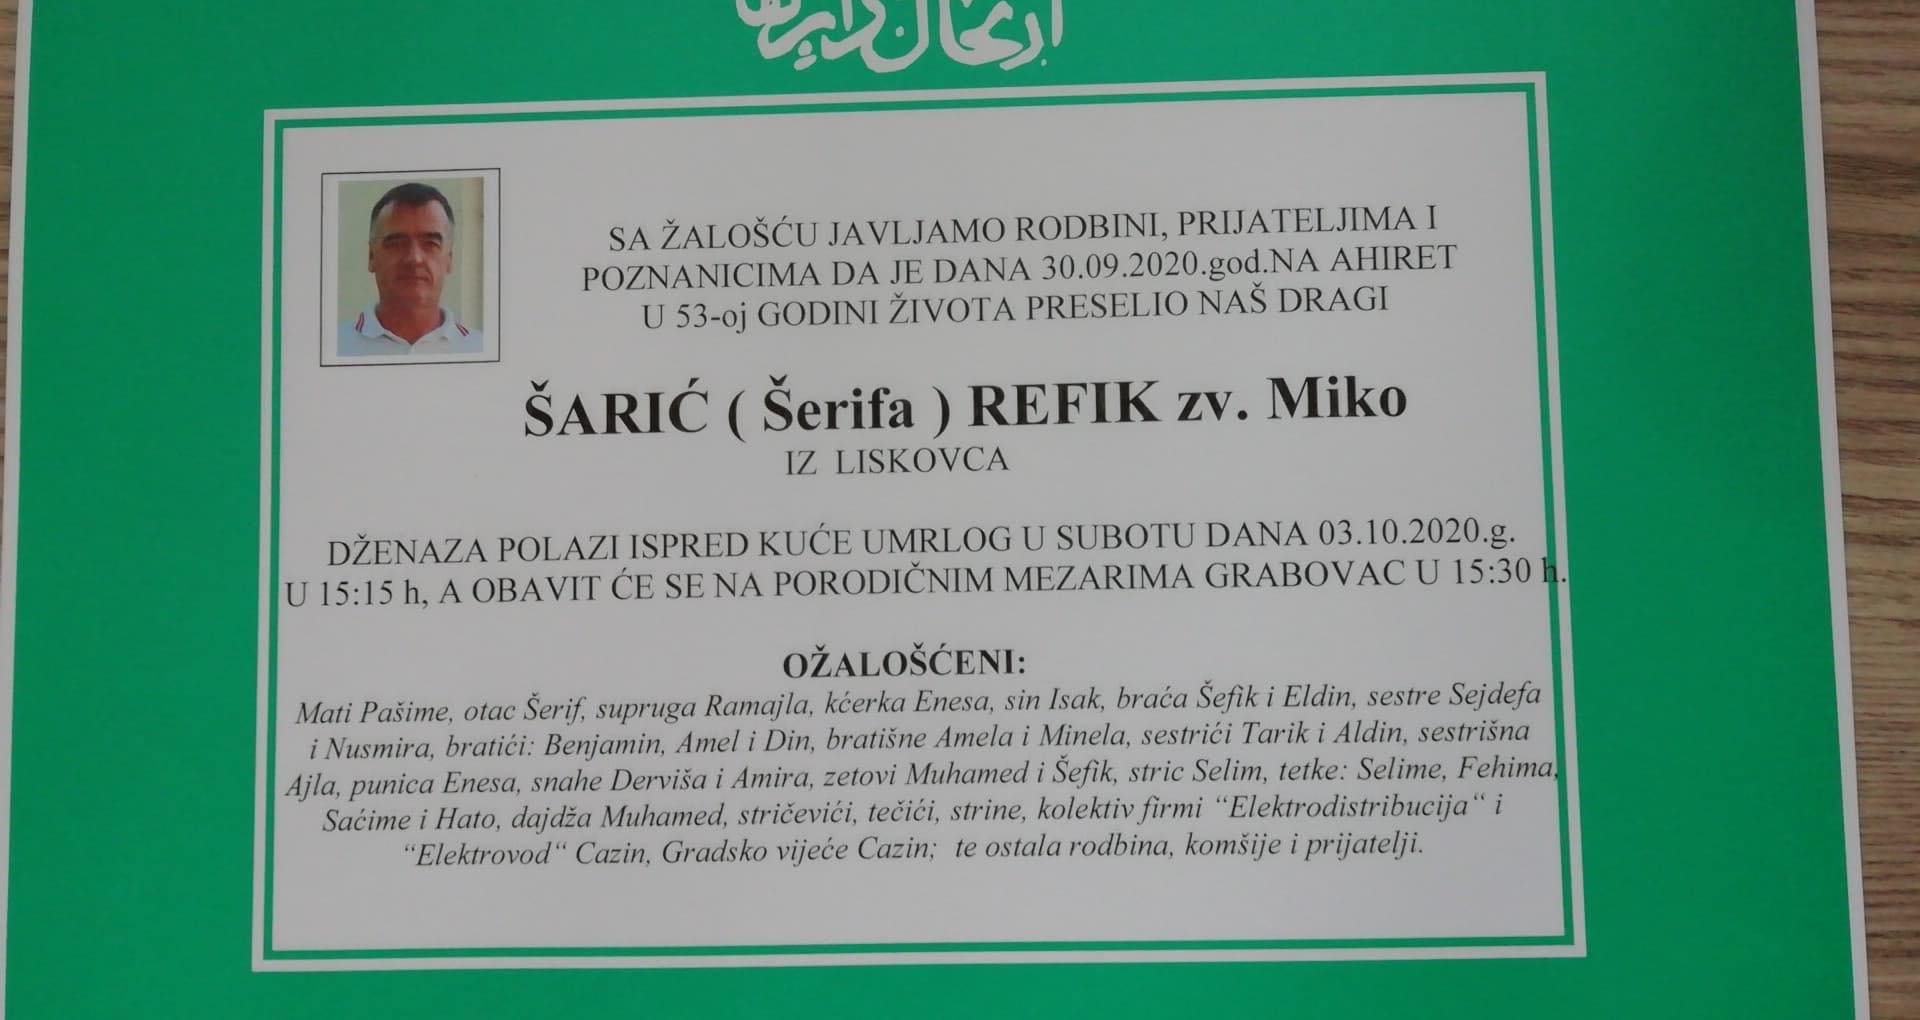 SA ŽALOŠĆU JAVLJAMO RODBINI, PRIJATELJIMA I
POZNANICIMA DA JE DANA 30.09.2020.god.NA AHIRET
U 53-oj GODINI ŽIVOTA PRESELIO NAŠ DRAGI
ŠARIĆ ( Šerifa ) REFIK zv. Miko
IZ LISKOVCA
DŽENAZA POLAZI ISPRED KUĆE UMRLOG U SUBOTU DANA 03.10.2020.g.
U 15:15 h, A OBAVIT ĆE SE NA PORODIČNIM MEZARIMA GRABOVAC U 15:30 h.
OŽALOŠĆENI:
Mati Pašime, otac Šerif, supruga Ramajla, kćerka Enesa, sin Isak, braća Šefik i Eldin, sestre Sejdefa
i Nusmira, bratići: Benjamin, Amel i Din, bratišne Amela i Minela, sestrići Tarik i Aldin, sestrišna
Ajla, punica Enesa, snahe Derviša i Amira, zetovi Muhamed i Šefik, stric Selim, tetke: Selime, Fehima,
Saćime i Hato, dajdža Muhamed, stričevići, tečići, strine, kolektiv firmi “Elektrodistribucija“ i
“Elektrovod“ Cazin, Gradsko vijeće Cazin; te ostala rodbina, komšije i prijatelji.